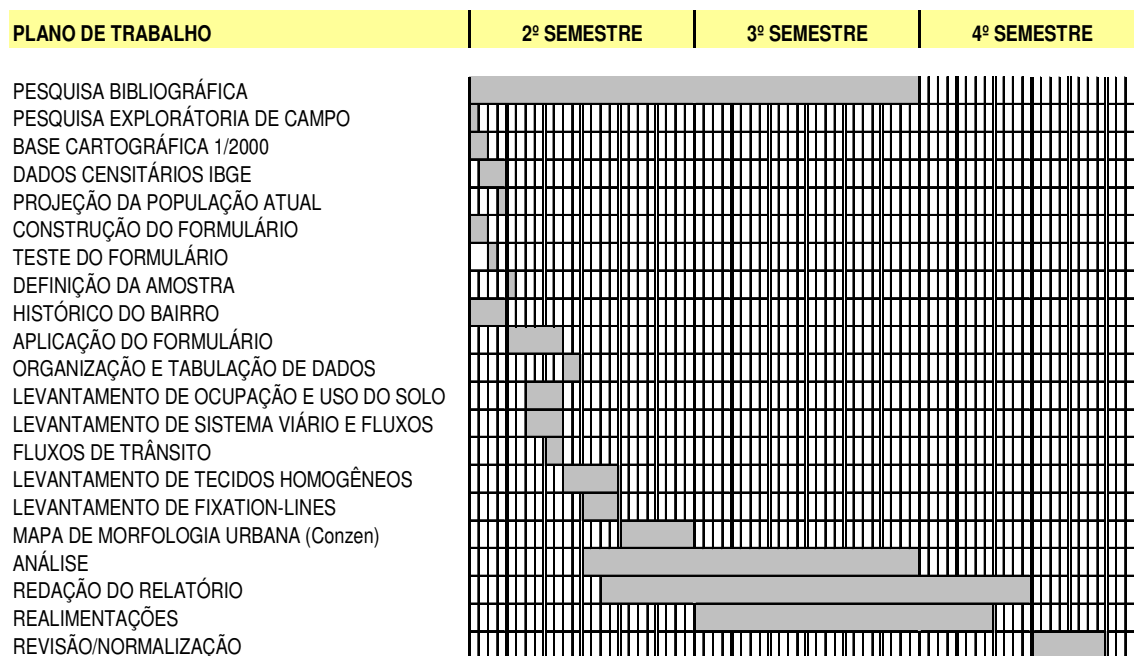 PLANO DE TRABALHO 2º SEMESTRE 3º SEMESTRE 4º SEMESTRE
PESQUISA BIBLIOGRÁFICA
PESQUISA EXPLORÁTORIA DE CAMPO
BASE CARTOGRÁFICA 1/2000
DADOS CENSITÁRIOS IBGE
PROJEÇÃO DA POPULAÇÃO ATUAL
CONSTRUÇÃO DO FORMULÁRIO
TESTE DO FORMULÁRIO
DEFINIÇÃO DA AMOSTRA
HISTÓRICO DO BAIRRO
APLICAÇÃO DO FORMULÁRIO
ORGANIZAÇÃO E TABULAÇÃO DE DADOS
LEVANTAMENTO DE OCUPAÇÃO E USO DO SOLO
LEVANTAMENTO DE SISTEMA VIÁRIO E FLUXOS
FLUXOS DE TRÂNSITO
LEVANTAMENTO DE TECIDOS HOMOGÊNEOS
LEVANTAMENTO DE FIXATION-LINES
MAPA DE MORFOLOGIA URBANA (Conzen)
ANÁLISE
REDAÇÃO DO RELATÓRIO
REALIMENTAÇÕES
REVISÃO/NORMALIZAÇÃO